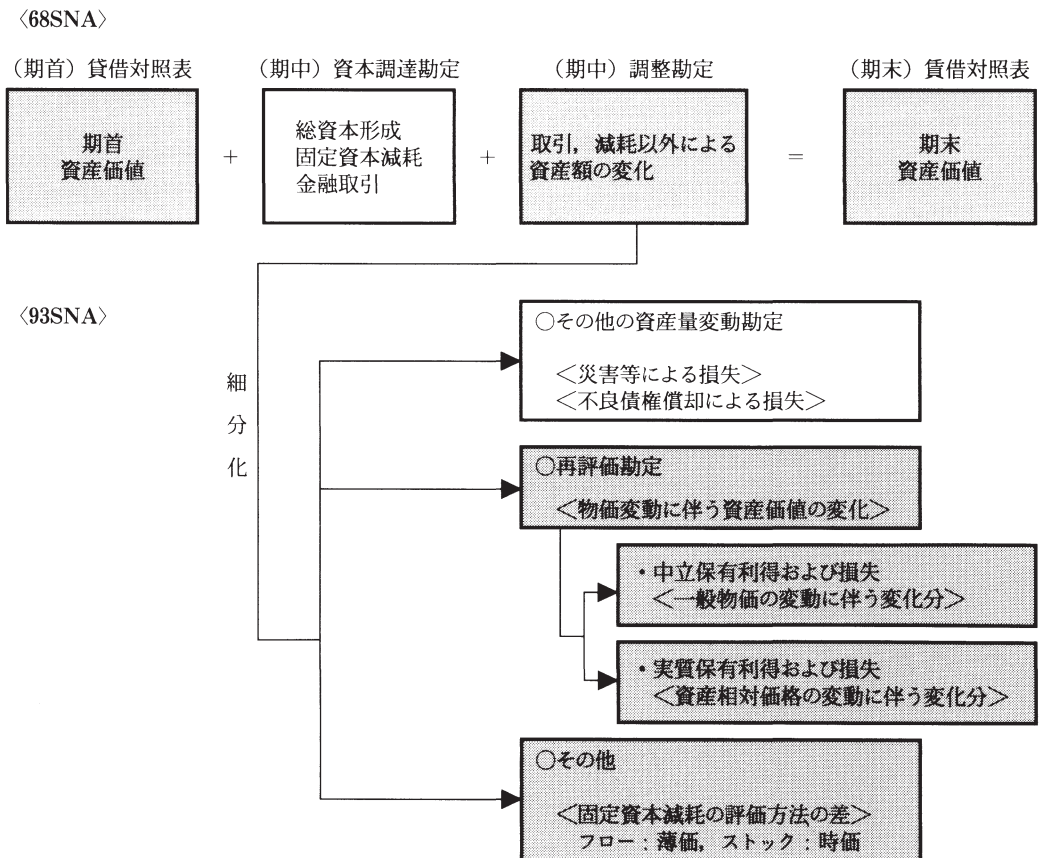 〈68SNA〉
（期首）貸借対照表
（期中）資本調達勘定
（期中）調整勘定
（期末）賃借対照表
期首
資産価値
+
総資本形成
固定資本減耗
金融取引
+
取引，減耗以外による
資産額の変化
=
期末
資産価値
〈93SNA〉
細分化
○その他の資産量変動勘定
＜災害等による損失＞
＜不良債権償却による損失＞
○再評価勘定
＜物価変動に伴う資産価値の変化＞
・中立保有利得および損失
＜一般物価の変動に伴う変化分＞
・実質保有利得および損失
＜資産相対価格の変動に伴う変化分＞
○その他
＜固定資本減耗の評価方法の差＞
フロー：薄価，ストック：時価